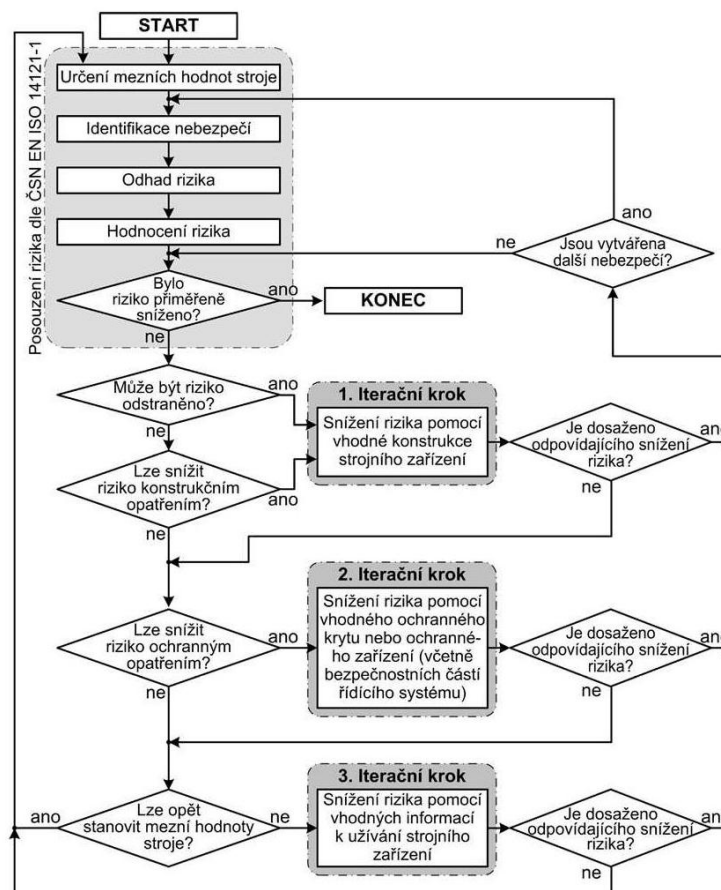 START
Posouzení rizika dle ČSN EN ISO 14121-1
Určení mezních hodnot stroje
Identifikace nebezpečí
Odhad rizika
Hodnocení rizika
ne
ano
Jsou vytvářena
další nebezpečí?
Bylo
riziko přiměřeně
sníženo?
ano
KONEC
ne
Může být riziko
odstraněno?
ano
ne
Lze snížit
riziko konstrukčním
opatřením?
ano
ne
1. Iterační krok
Snížení rizika pomocí
vhodné konstrukce
strojního zařízení
Je dosaženo
odpovídajícího snížení
rizika?
ano
ne
Lze snížit
riziko ochranným
opatřením?
ano
ne
2. Iterační krok
Snížení rizika pomocí
vhodného ochranného
krytu nebo ochranné-
ho zařízení (včetně
bezpečnostních částí
řídícího systému)
Je dosaženo
odpovídajícího snížení
rizika?
ano
ne
ano
Lze opět
stanovit mezní hodnoty
stroje?
ne
3. Iterační krok
Snížení rizika pomocí
vhodných informací
k užívání strojního
zařízení
Je dosaženo
odpovídajícího snížení
rizika?
ano
ne